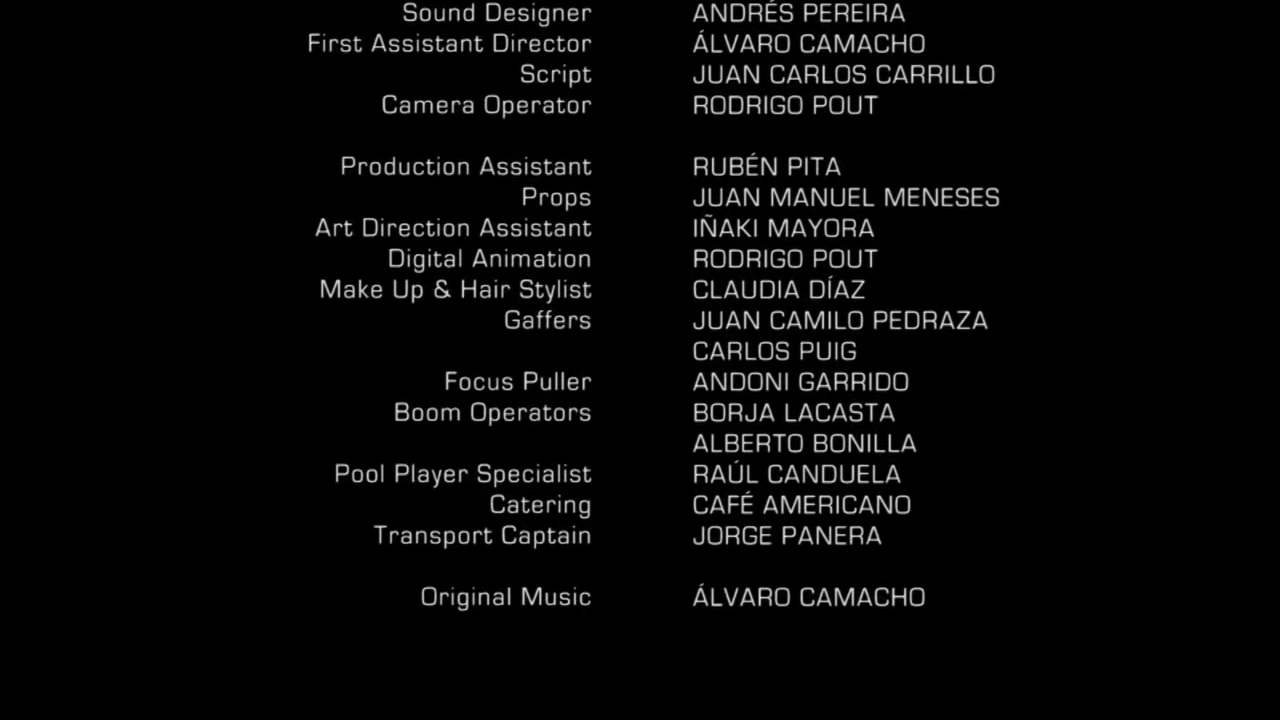 Sound Designer ANDRÉS PEREIRA
First Assistant Director ÁLVARO CAMACHO
Script JUAN CARLOS CARRILLO
Camera Operator RODRIGO POUT
Production Assistant RUBÉN PITA
Props JUAN MANUEL MENESES
Art Direction Assistant IÑAKI MAYORA
Digital Animation RODRIGO POUT
Make Up & Hair Stylist CLAUDIA DÍAZ
Gaffers JUAN CAMILO PEDRAZA
CARLOS PUIG
Focus Puller ANDONI GARRIDO
Boom Operators BORJA LACASTA
ALBERTO BONILLA
Pool Player Specialist RAÚL CANDUELA
Catering CAFÉ AMERICANO
Transport Captain JORGE PANERA
Original Music ÁLVARO CAMACHO